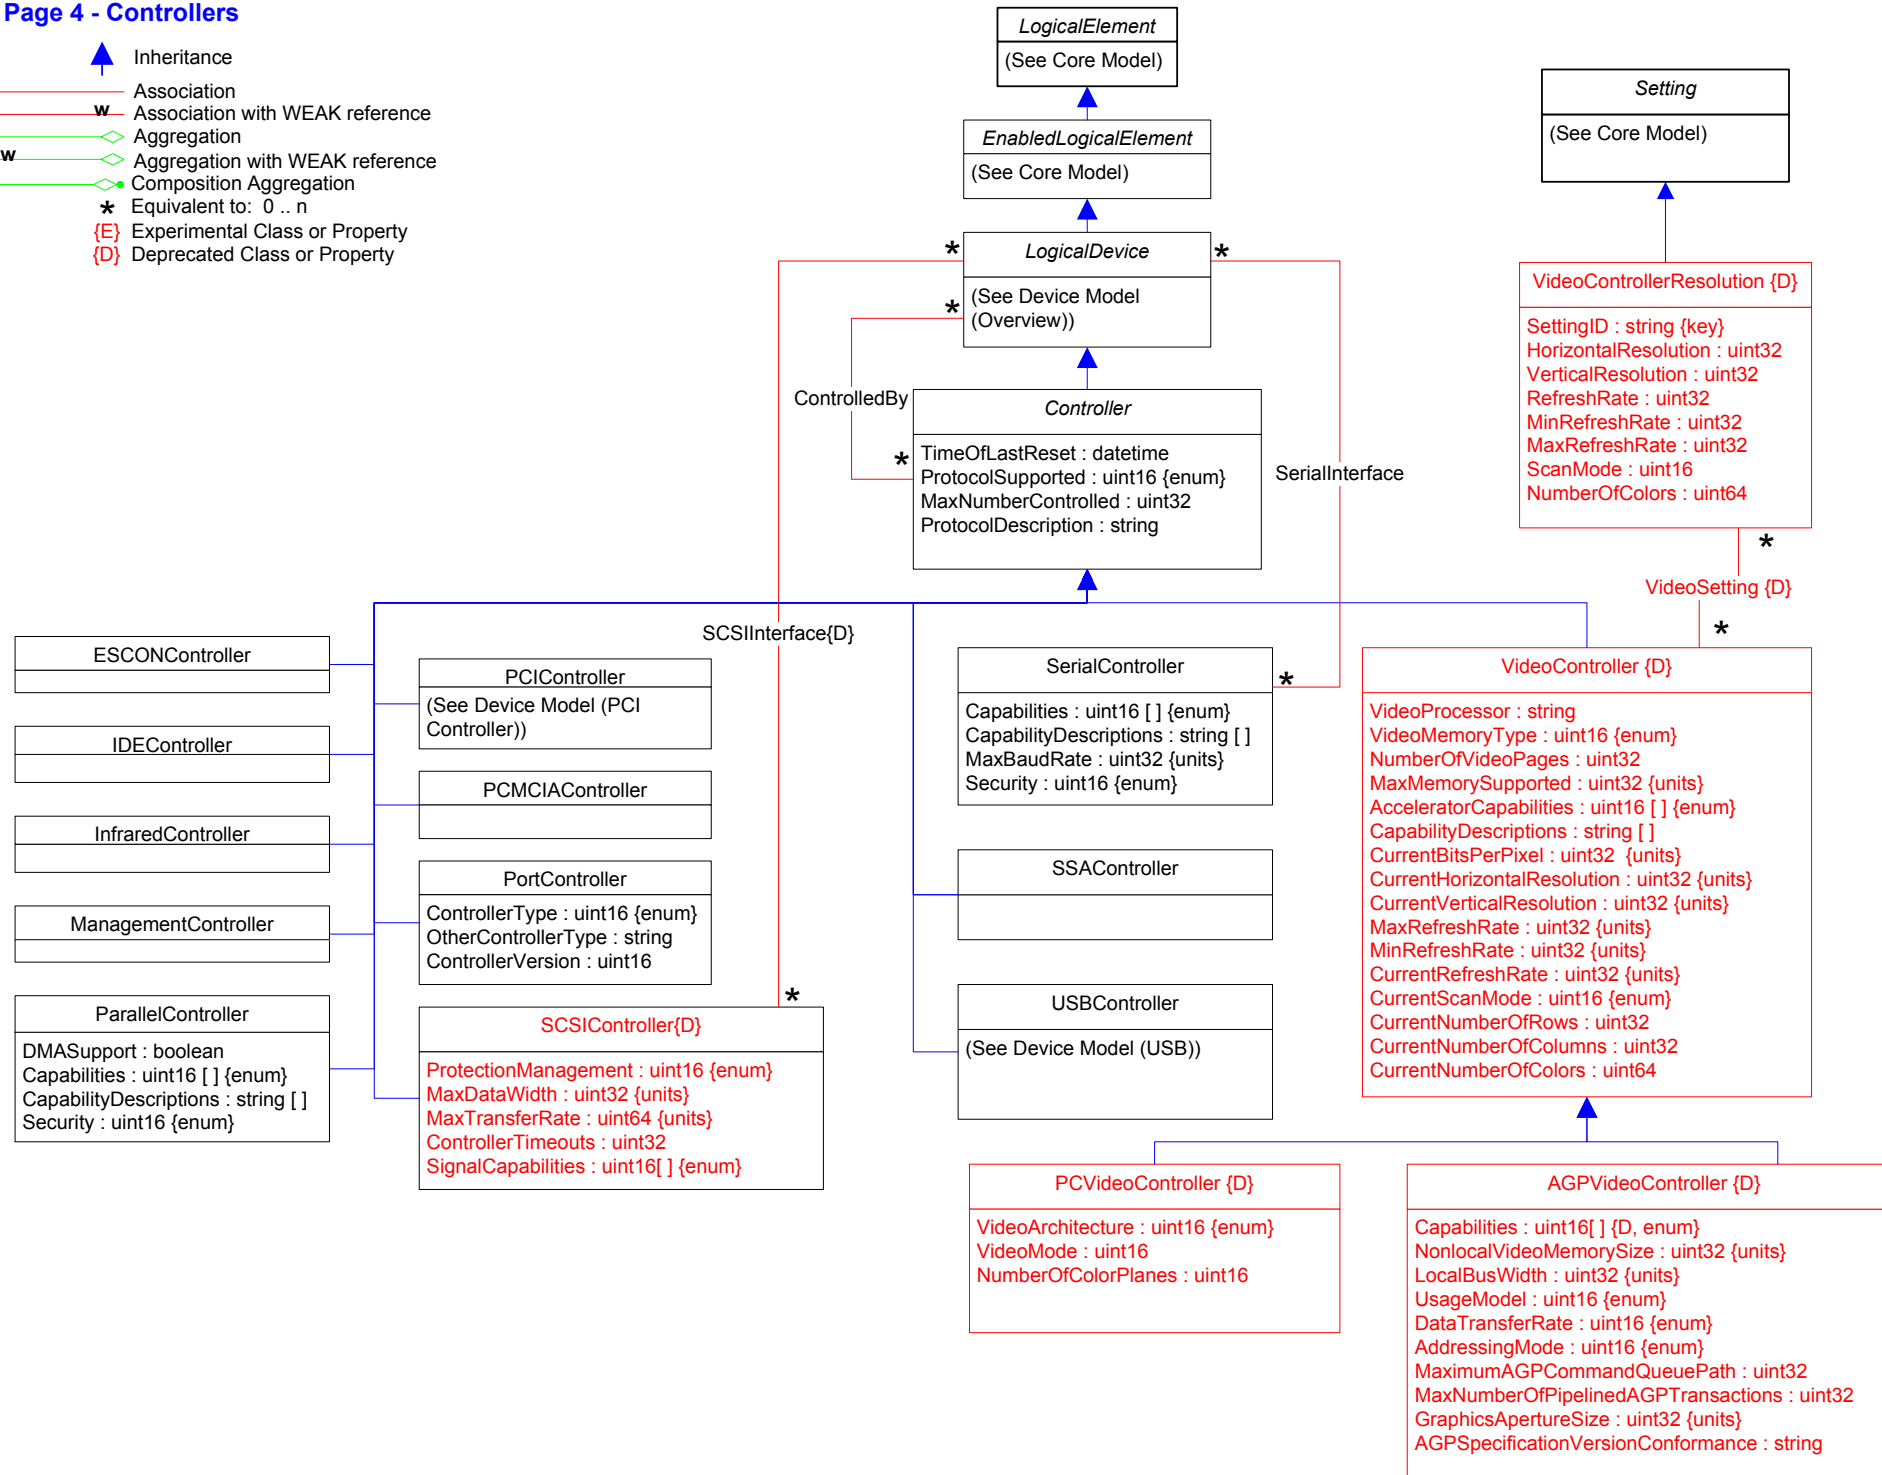 Page 4 - Controllers
Inheritance
Association
w
Association with WEAK reference
Aggregation
w
Aggregation with WEAK reference
Composition Aggregation
* Equivalent to: 0 .. n
{E} Experimental Class or Property
{D} Deprecated Class or Property
LogicalElement
(See Core Model)
EnabledLogicalElement
(See Core Model)
*
LogicalDevice
*
(See Device Model
(Overview))
*
ControlledBy
Controller
*
TimeOfLastReset : datetime
ProtocolSupported : uint16 {enum}
MaxNumberControlled : uint32
ProtocolDescription : string
SerialInterface
Setting
(See Core Model)
VideoControllerResolution {D}
SettingID : string {key}
HorizontalResolution : uint32
VerticalResolution : uint32
RefreshRate : uint32
MinRefreshRate : uint32
MaxRefreshRate : uint32
ScanMode : uint16
NumberOfColors : uint64
*
VideoSetting {D}
*
SCSIInterface{D}
ESCONController
IDEController
InfraredController
ManagementController
ParallelController
DMASupport : boolean
Capabilities : uint16 [ ] {enum}
CapabilityDescriptions : string [ ]
Security : uint16 {enum}
PCIController
(See Device Model (PCI
Controller))
PCMCIAController
PortController
ControllerType : uint16 {enum}
OtherControllerType : string
ControllerVersion : uint16
*
SCSIController{D}
ProtectionManagement : uint16 {enum}
MaxDataWidth : uint32 {units}
MaxTransferRate : uint64 {units}
ControllerTimeouts : uint32
SignalCapabilities : uint16[ ] {enum}
SerialController
*
Capabilities : uint16 [ ] {enum}
CapabilityDescriptions : string [ ]
MaxBaudRate : uint32 {units}
Security : uint16 {enum}
SSAController
USBController
(See Device Model (USB))
VideoController {D}
VideoProcessor : string
VideoMemoryType : uint16 {enum}
NumberOfVideoPages : uint32
MaxMemorySupported : uint32 {units}
AcceleratorCapabilities : uint16 [ ] {enum}
CapabilityDescriptions : string [ ]
CurrentBitsPerPixel : uint32 {units}
CurrentHorizontalResolution : uint32 {units}
CurrentVerticalResolution : uint32 {units}
MaxRefreshRate : uint32 {units}
MinRefreshRate : uint32 {units}
CurrentRefreshRate : uint32 {units}
CurrentScanMode : uint16 {enum}
CurrentNumberOfRows : uint32
CurrentNumberOfColumns : uint32
CurrentNumberOfColors : uint64
PCVideoController {D}
VideoArchitecture : uint16 {enum}
VideoMode : uint16
NumberOfColorPlanes : uint16
AGPVideoController {D}
Capabilities : uint16[ ] {D, enum}
NonlocalVideoMemorySize : uint32 {units}
LocalBusWidth : uint32 {units}
UsageModel : uint16 {enum}
DataTransferRate : uint16 {enum}
AddressingMode : uint16 {enum}
MaximumAGPCommandQueuePath : uint32
MaxNumberOfPipelinedAGPTransactions : uint32
GraphicsApertureSize : uint32 {units}
AGPSpecificationVersionConformance : string